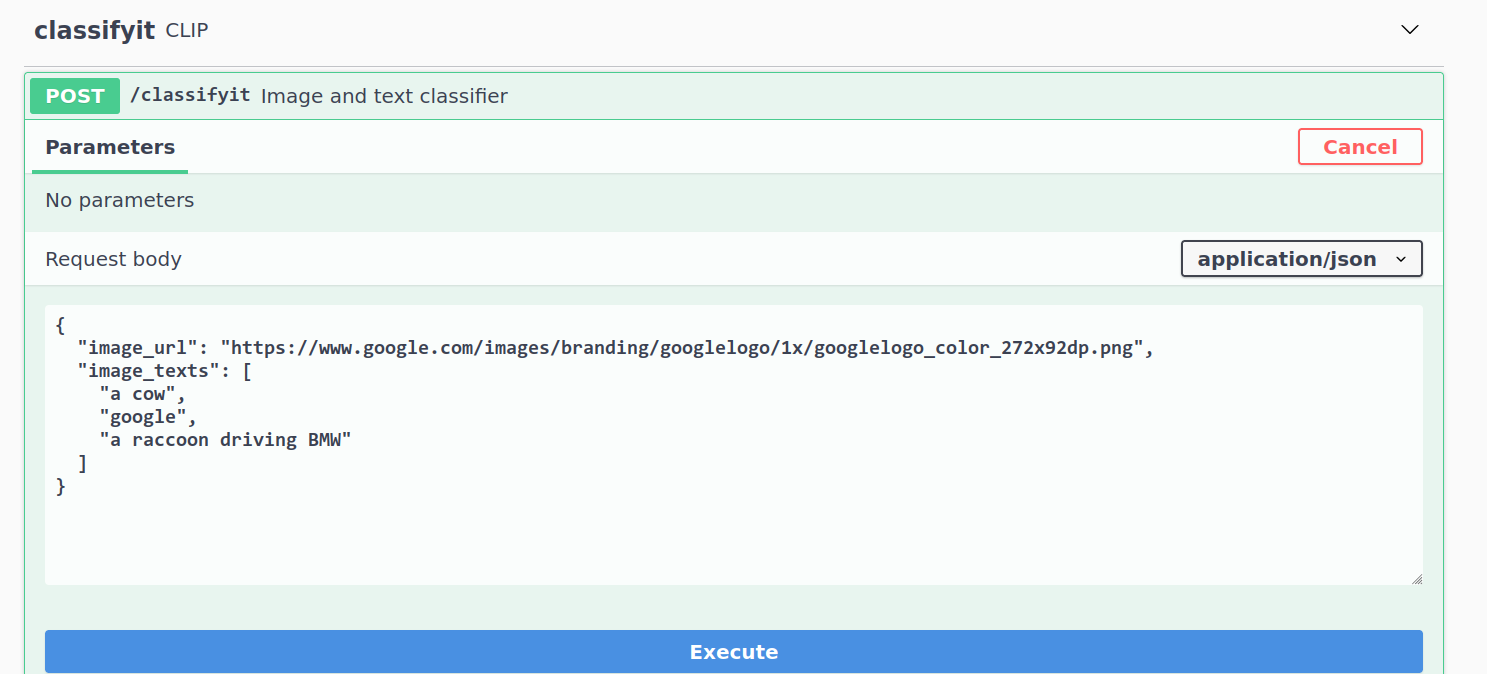 classifyit CLIP
POST /classifyit Image and text classifier
Parameters Cancel
No parameters
Request body application/json
{
  "image_url": "https://www.google.com/images/branding/googlelogo/1x/googlelogo_color_272x92dp.png",
  "image_texts": [
    "a cow",
    "google",
    "a raccoon driving BMW"
  ]
}
Execute